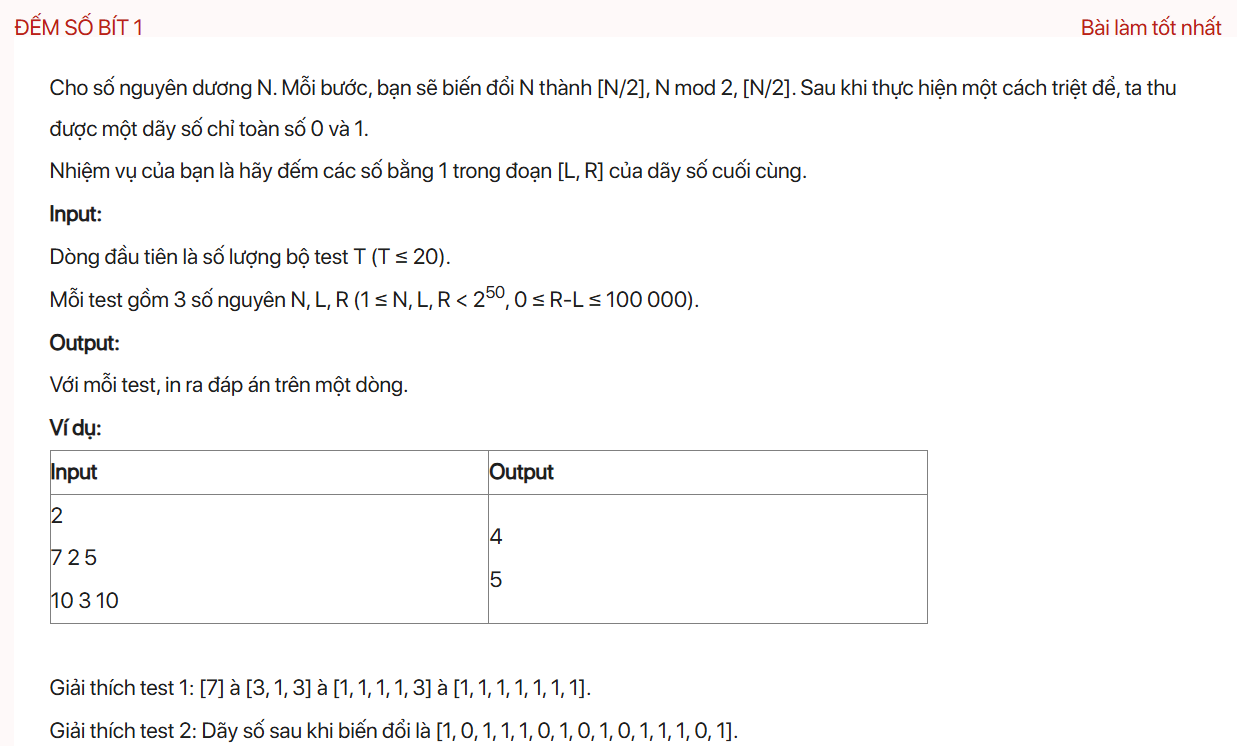 ĐẾM SỐ BÍT 1
Bài làm tốt nhất
Cho số nguyên dương N. Mỗi bước, bạn sẽ biến đổi N thành [N/2], N mod 2, [N/2]. Sau khi thực hiện một cách triệt để, ta thu
được một dãy số chỉ toàn số 0 và 1.
Nhiệm vụ của bạn là hãy đếm các số bằng 1 trong đoạn [L, R] của dãy số cuối cùng.
Input:
Dòng đầu tiên là số lượng bộ test T (T ≤ 20).
Mỗi test gồm 3 số nguyên N, L, R (1 ≤ N, L, R < 2^50, 0 ≤ R-L ≤ 100 000).
Output:
Với mỗi test, in ra đáp án trên một dòng.
Ví dụ:
Input
Output
2
7 2 5
10 3 10
4
5
Giải thích test 1: [7] à [3, 1, 3] à [1, 1, 1, 1, 3] à [1, 1, 1, 1, 1, 1, 1].
Giải thích test 2: Dãy số sau khi biến đổi là [1, 0, 1, 1, 1, 0, 1, 0, 1, 0, 1, 1, 1, 0, 1].